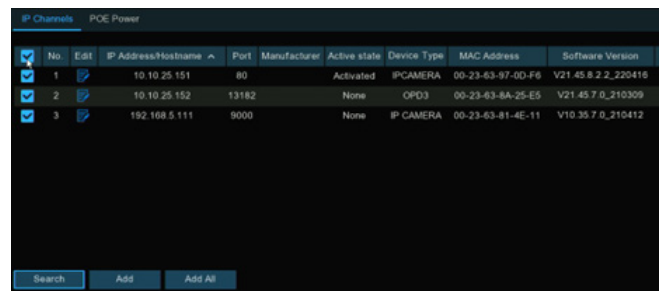 IP Channels POE Power
No. Edit IP Address/Hostname Port Manufacturer Active state Device Type MAC Address Software Version
1 10.10.25.151 80 Activated IPCAMERA 00-23-63-97-0D-F6 V21.45.8.2.2_220416
2 10.10.25.152 13182 None OPD3 00-23-63-8A-25-E5 V21.45.7.0_210309
3 192.168.5.111 9000 None IP CAMERA 00-23-63-81-4E-11 V10.35.7.0_210412
Search Add Add All